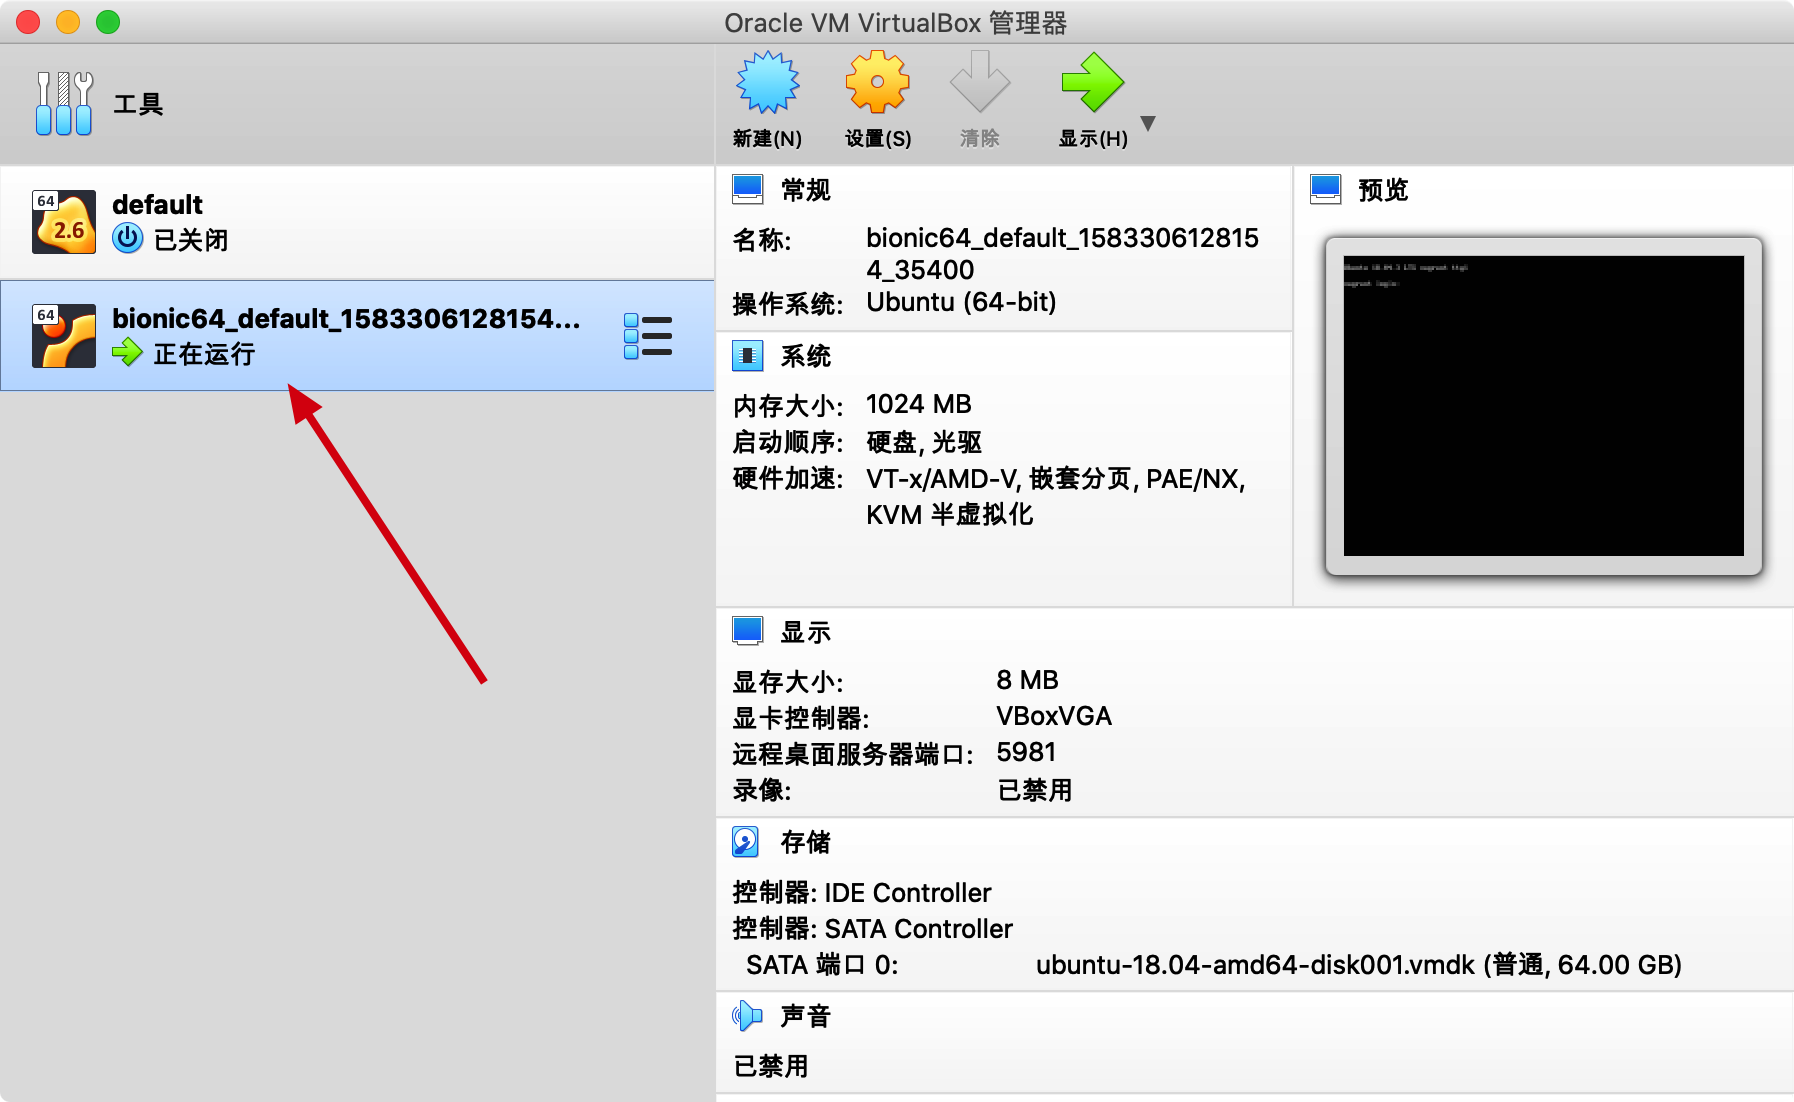 Oracle VM VirtualBox 管理器
工具
新建(N)
设置(S)
清除
显示(H)
64
2.6
default
已关闭
64
bionic64_default_1583306128154...
正在运行
常规
名称:
bionic64_default_158330612815
4_35400
操作系统:
Ubuntu (64-bit)
预览
系统
内存大小:
1024 MB
启动顺序:
硬盘, 光驱
硬件加速:
VT-x/AMD-V, 嵌套分页, PAE/NX,
KVM 半虚拟化
显示
显存大小:
8 MB
显卡控制器:
VBoxVGA
远程桌面服务器端口:
5981
录像:
已禁用
存储
控制器: IDE Controller
控制器: SATA Controller
SATA 端口 0:
ubuntu-18.04-amd64-disk001.vmdk (普通, 64.00 GB)
声音
已禁用